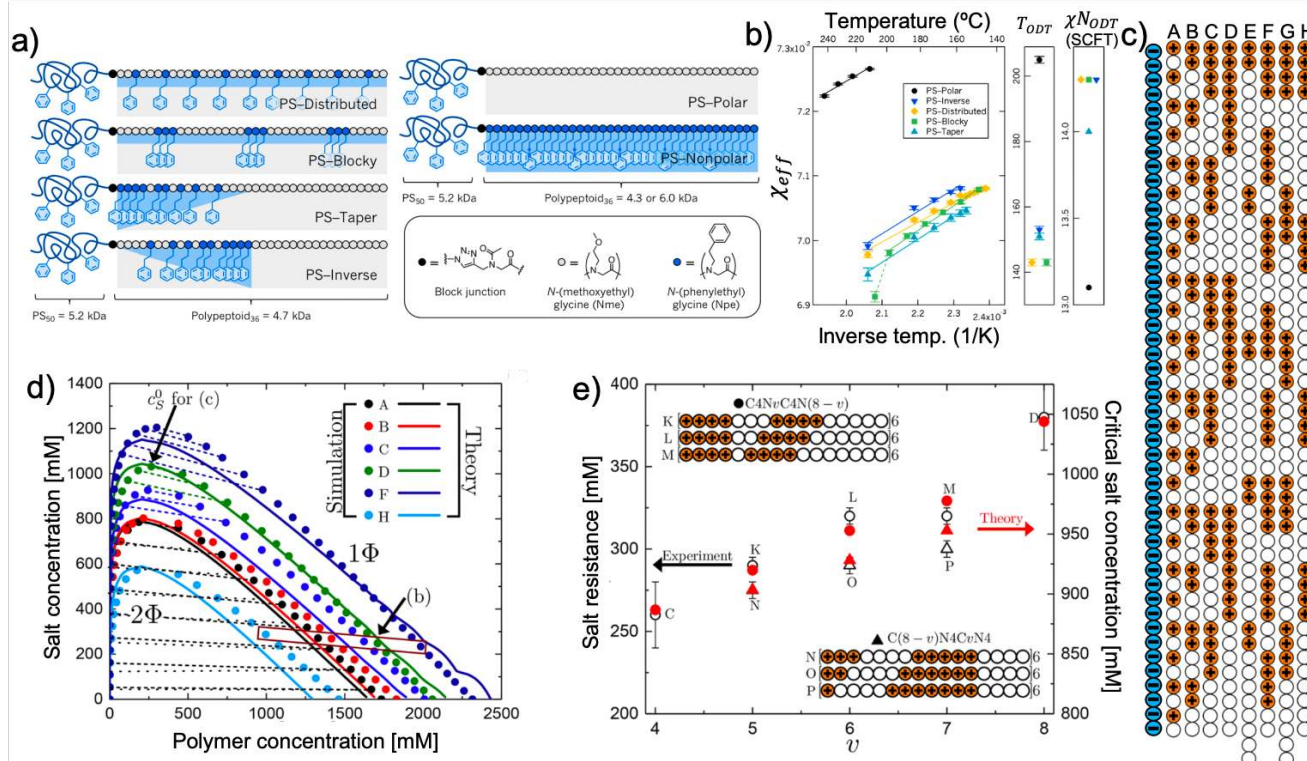 a)
PS–Distributed
PS–Blocky
PS–Taper
PS–Inverse
PS₅₀ = 5.2 kDa
Polypeptoid₃₆ = 4.7 kDa
PS–Polar
PS–Nonpolar
PS₅₀ = 5.2 kDa
Polypeptoid₃₆ = 4.3 or 6.0 kDa
Block junction
N-(methoxyethyl)
glycine (Nme)
N-(phenylethyl)
glycine (Npe)
b)
Temperature (ºC)
240 220 200 180 160 140
7.3×10⁻²
7.2
7.1
7.0
6.9
χeff
PS–Polar
PS–Inverse
PS–Distributed
PS–Blocky
PS–Taper
2.0 2.1 2.2 2.3 2.4×10⁻³
Inverse temp. (1/K)
T_ODT
200
180
160
140
χN_ODT
(SCFT)
14.0
13.5
13.0
c)
A B C D E F G H
d)
1400
1200
1000
800
600
400
200
0
Salt concentration [mM]
c_S^0 for (c)
A
B
C
D
F
H
Simulation
Theory
1Φ
2Φ
(b)
0 500 1000 1500 2000 2500
Polymer concentration [mM]
e)
400
350
300
250
200
Salt resistance [mM]
C4NvC4N(8−v)
K 6
L 6
M 6
C(8−v)N4CvN4
N 6
O 6
P 6
Experiment
Theory
C
K
N
L
O
M
P
D
1050
1000
950
900
850
800
Critical salt concentration [mM]
4 5 6 7 8
v